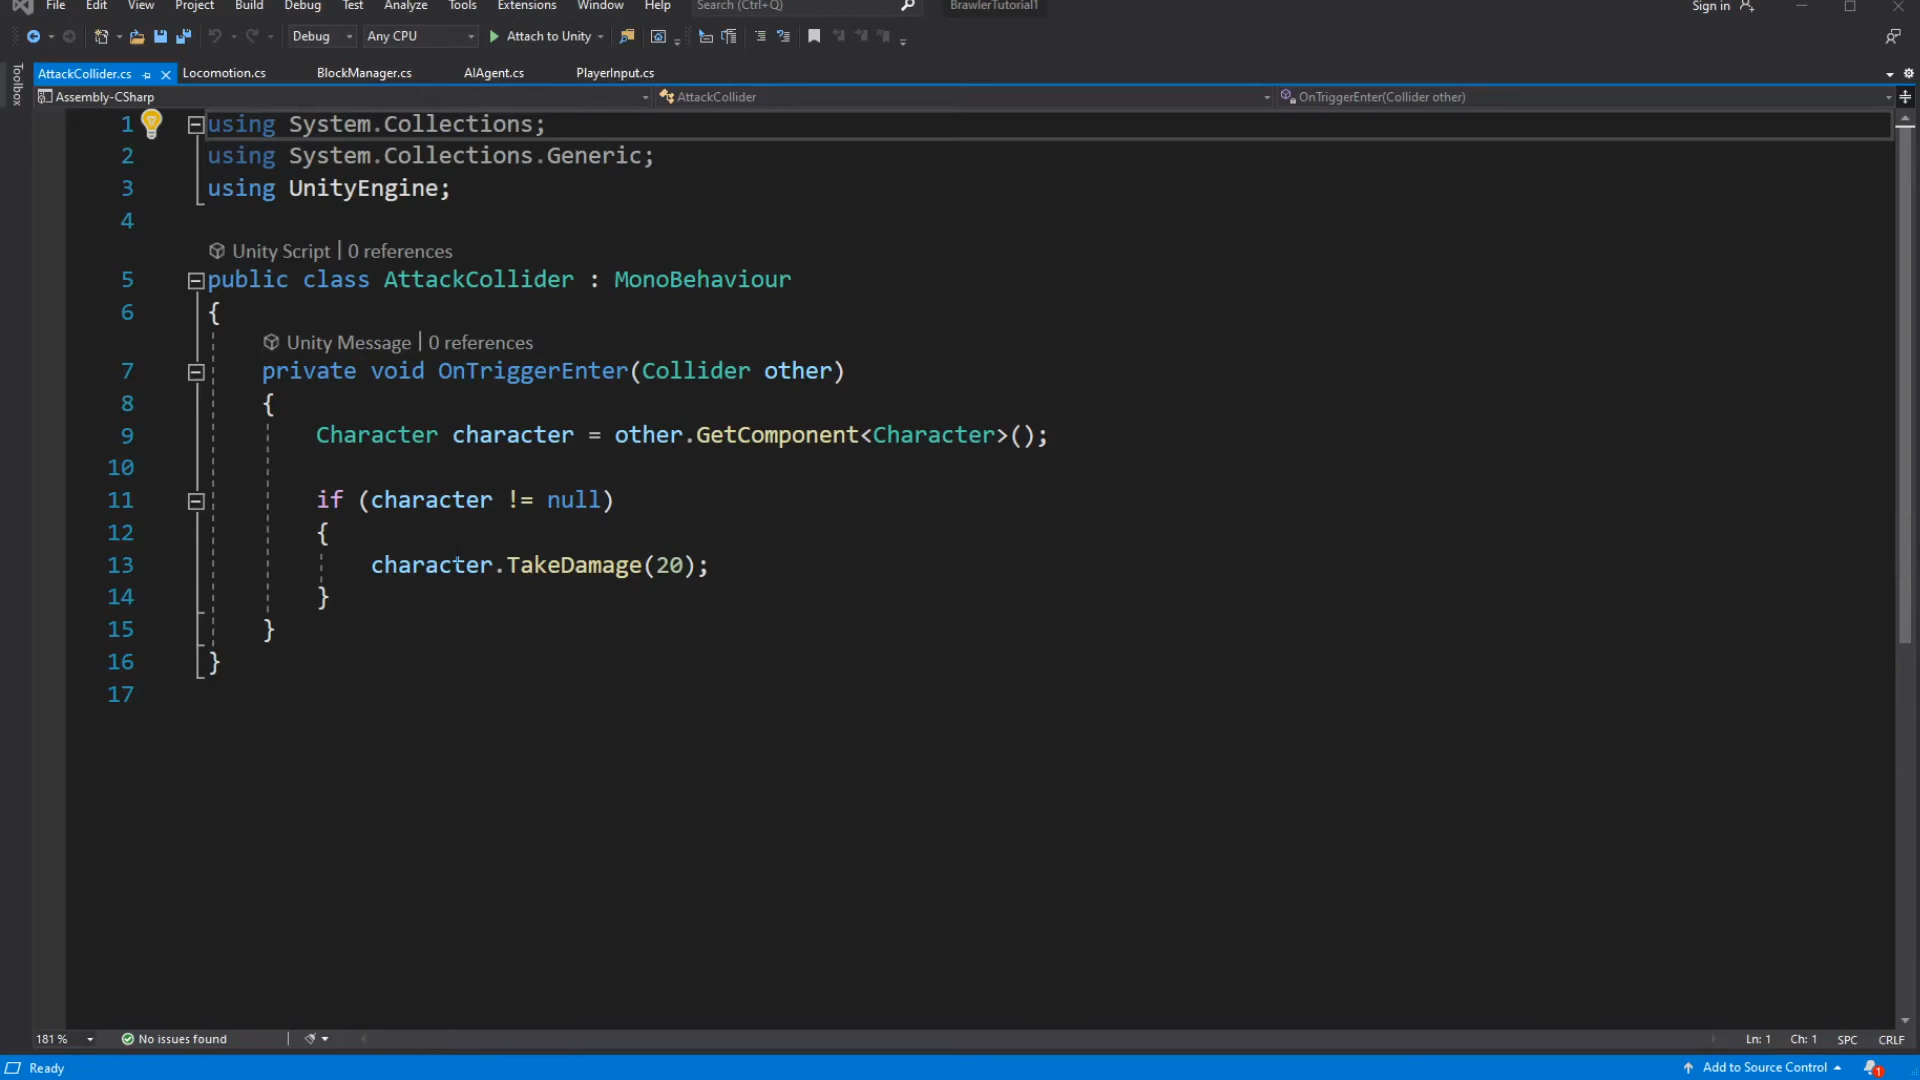 File Edit View Project Build Debug Test Analyze Tools Extensions Window Help Search (Ctrl+Q) BrawlerTutorial1 Sign in
Debug Any CPU Attach to Unity
Toolbox
AttackCollider.cs Locomotion.cs BlockManager.cs AIAgent.cs PlayerInput.cs
Assembly-CSharp AttackCollider OnTriggerEnter(Collider other)
1 using System.Collections;
2 using System.Collections.Generic;
3 using UnityEngine;
4
Unity Script | 0 references
5 public class AttackCollider : MonoBehaviour
6 {
Unity Message | 0 references
7 private void OnTriggerEnter(Collider other)
8 {
9 Character character = other.GetComponent<Character>();
10
11 if (character != null)
12 {
13 character.TakeDamage(20);
14 }
15 }
16 }
17
181 % No issues found Ln: 1 Ch: 1 SPC CRLF
Ready Add to Source Control 1